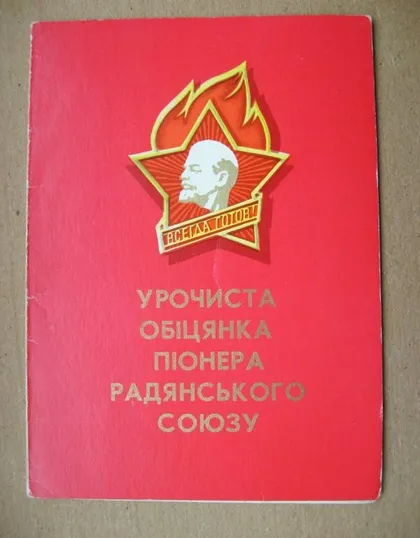 ВСЕГДА ГОТОВ!
УРОЧИСТА
ОБІЦЯНКА
ПІОНЕРА
РАДЯНСЬКОГО
СОЮЗУ